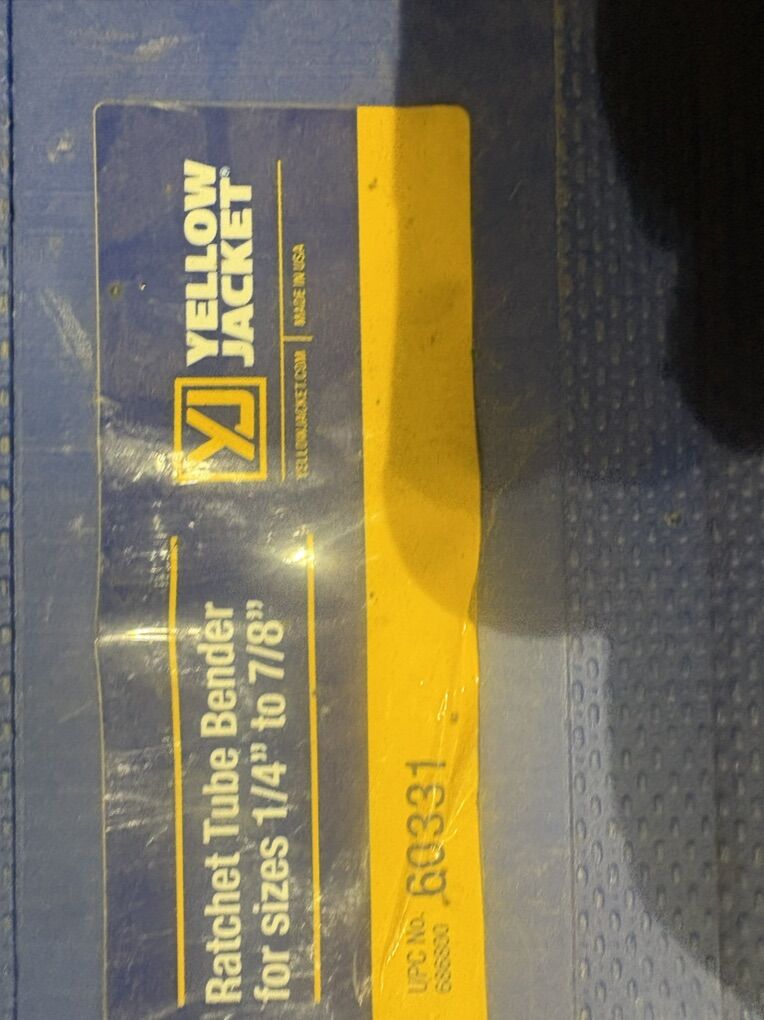 Ratchet Tube Bender
for sizes 1/4” to 7/8”
YJ
YELLOW
JACKET®
YELLOWJACKET.COM | MADE IN USA
UPC No.
686800 60331